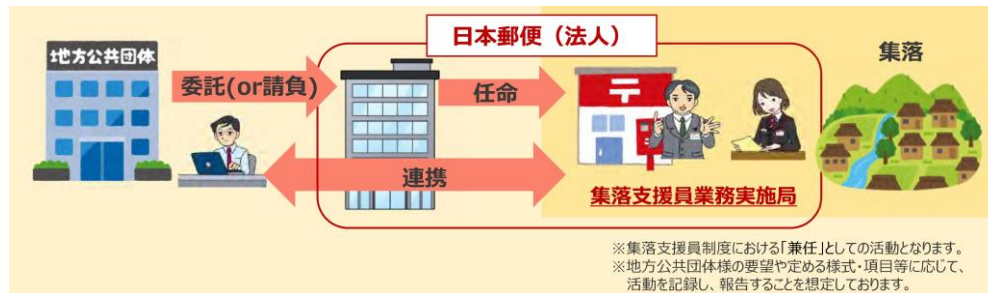 日本郵便（法人）
地方公共団体
委託(or請負)
任命
集落
連携
集落支援員業務実施局
※集落支援員制度における「兼任」としての活動となります。
※地方公共団体様の要望や定める様式・項目等に応じて、
活動を記録し、報告することを想定しております。